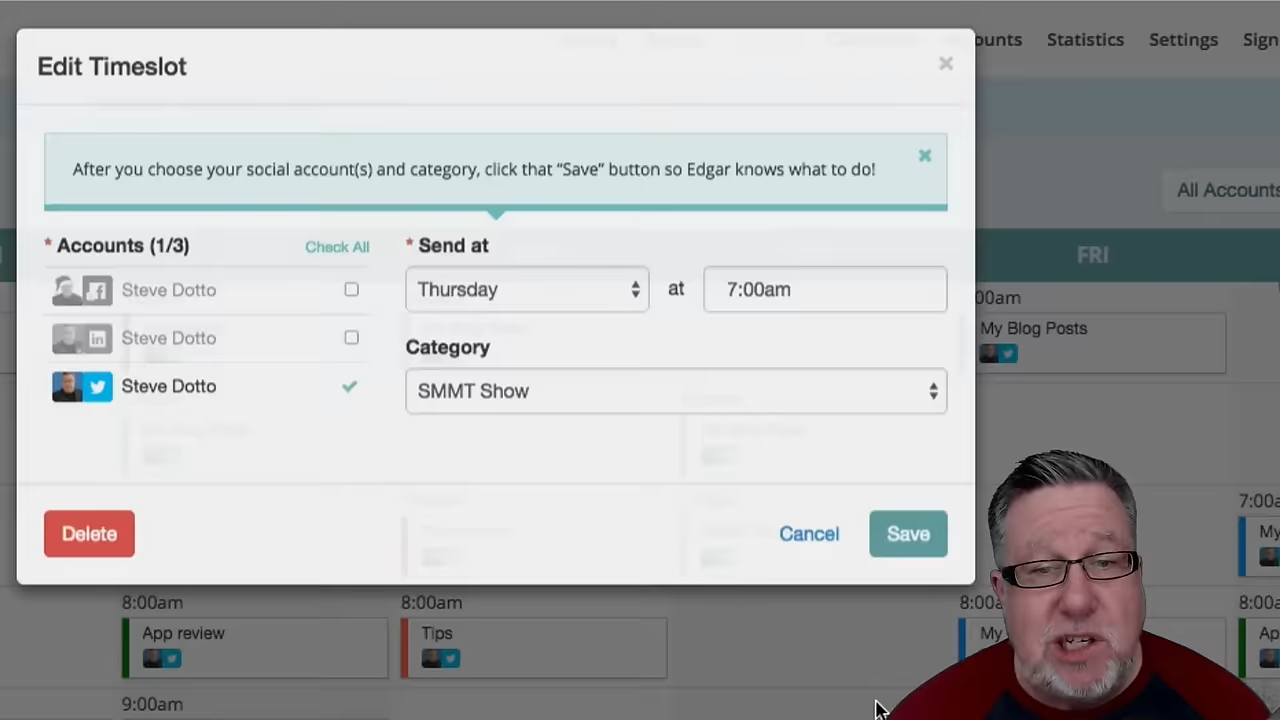 ounts Statistics Settings Sign
Edit Timeslot
×
After you choose your social account(s) and category, click that “Save” button so Edgar knows what to do!
×
All Accounts
* Accounts (1/3) Check All
* Send at
FRI
Steve Dotto
Thursday at 7:00am
00am
My Blog Posts
Steve Dotto
Category
Steve Dotto
SMMT Show
Delete Cancel Save
7:00a
My
8:00am 8:00am 8:00a 8:00a
App review Tips My Ap
9:00am